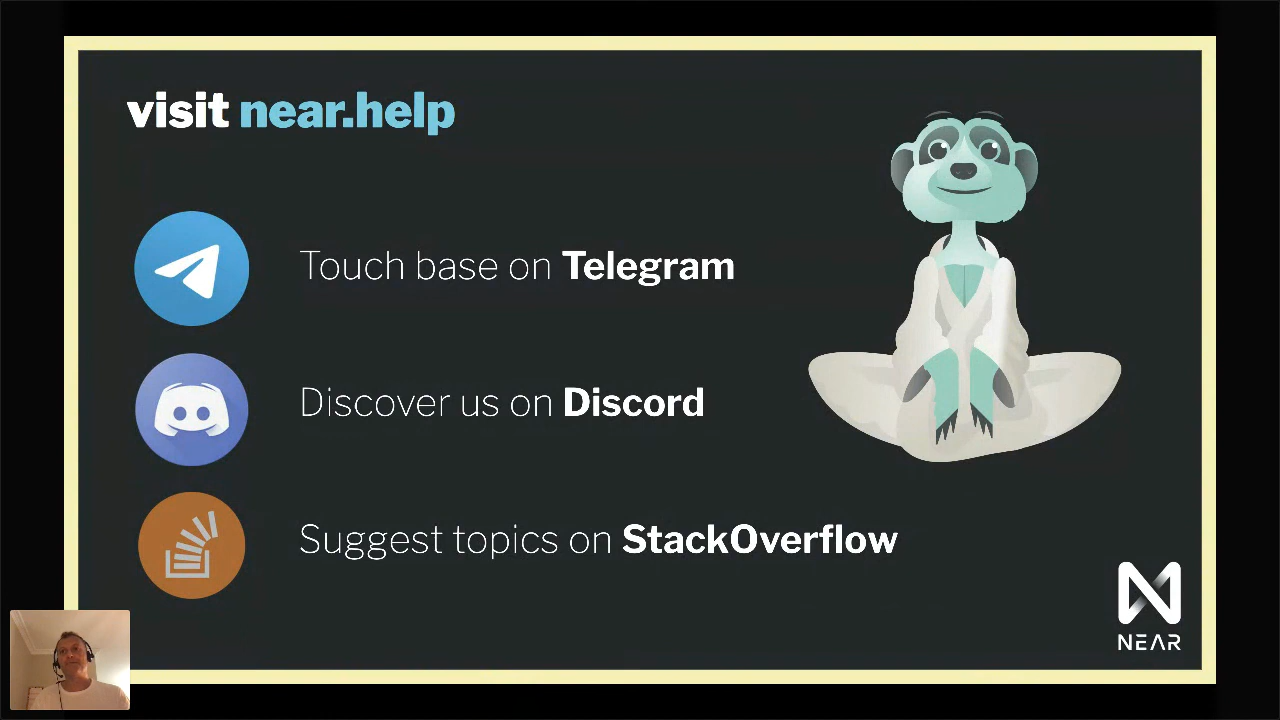 visit near.help
Touch base on Telegram
Discover us on Discord
Suggest topics on StackOverflow
NEAR